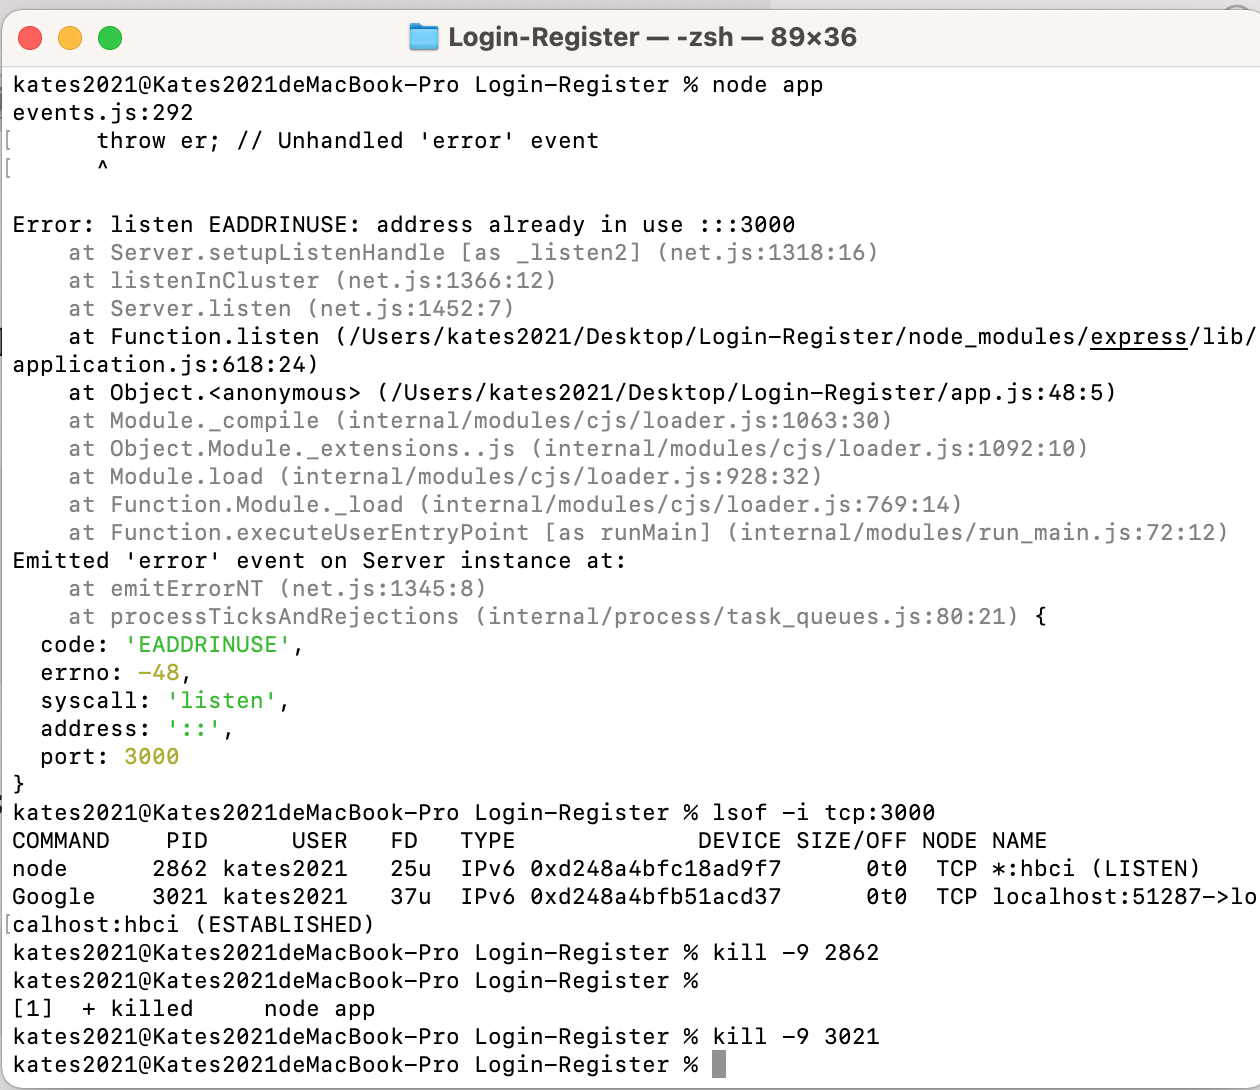 Login-Register — -zsh — 89×36
kates2021@Kates2021deMacBook-Pro Login-Register % node app
events.js:292
[      throw er; // Unhandled 'error' event
[      ^
Error: listen EADDRINUSE: address already in use :::3000
    at Server.setupListenHandle [as _listen2] (net.js:1318:16)
    at listenInCluster (net.js:1366:12)
    at Server.listen (net.js:1452:7)
    at Function.listen (/Users/kates2021/Desktop/Login-Register/node_modules/express/lib/
application.js:618:24)
    at Object.<anonymous> (/Users/kates2021/Desktop/Login-Register/app.js:48:5)
    at Module._compile (internal/modules/cjs/loader.js:1063:30)
    at Object.Module._extensions..js (internal/modules/cjs/loader.js:1092:10)
    at Module.load (internal/modules/cjs/loader.js:928:32)
    at Function.Module._load (internal/modules/cjs/loader.js:769:14)
    at Function.executeUserEntryPoint [as runMain] (internal/modules/run_main.js:72:12)
Emitted 'error' event on Server instance at:
    at emitErrorNT (net.js:1345:8)
    at processTicksAndRejections (internal/process/task_queues.js:80:21) {
  code: 'EADDRINUSE',
  errno: -48,
  syscall: 'listen',
  address: '::',
  port: 3000
}
kates2021@Kates2021deMacBook-Pro Login-Register % lsof -i tcp:3000
COMMAND    PID      USER   FD   TYPE             DEVICE SIZE/OFF NODE NAME
node      2862 kates2021   25u  IPv6 0xd248a4bfc18ad9f7      0t0  TCP *:hbci (LISTEN)
Google    3021 kates2021   37u  IPv6 0xd248a4bfb51acd37      0t0  TCP localhost:51287->lo
[calhost:hbci (ESTABLISHED)
kates2021@Kates2021deMacBook-Pro Login-Register % kill -9 2862
kates2021@Kates2021deMacBook-Pro Login-Register %
[1]  + killed     node app
kates2021@Kates2021deMacBook-Pro Login-Register % kill -9 3021
kates2021@Kates2021deMacBook-Pro Login-Register %